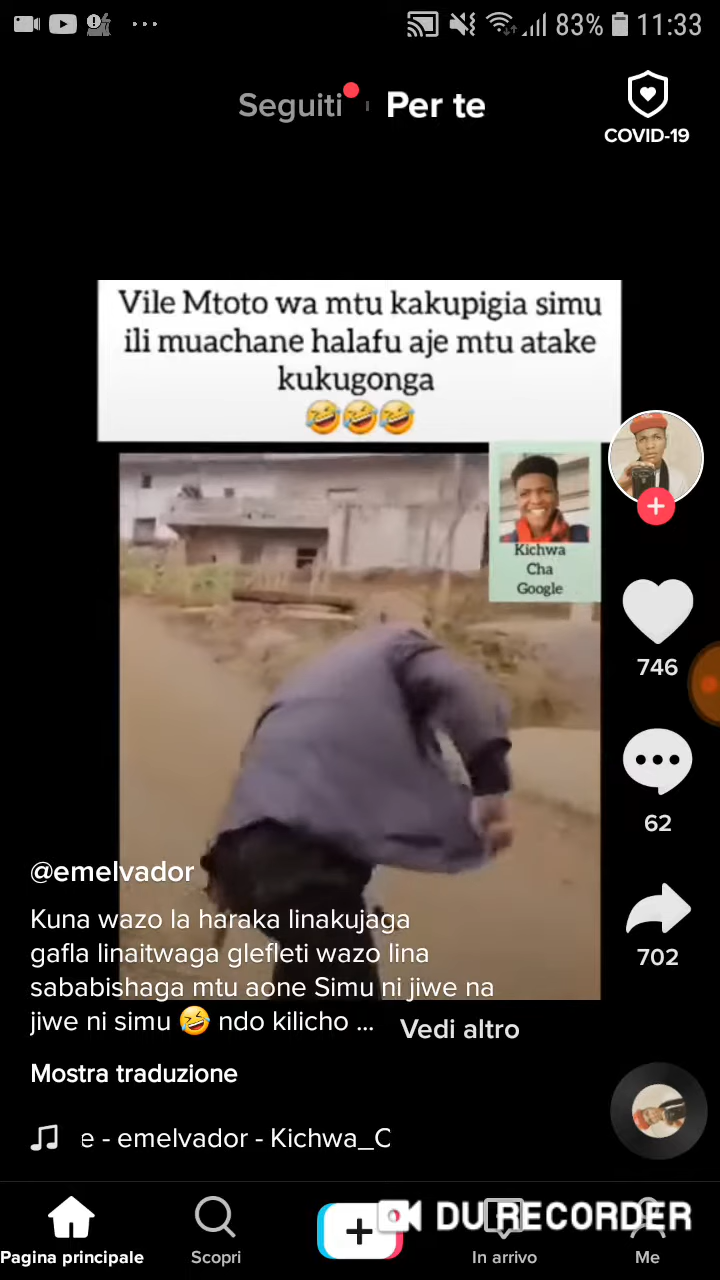 83% 11:33
Seguiti Per te
COVID-19
Vile Mtoto wa mtu kakupigia simu
ili muachane halafu aje mtu atake
kukugonga
🤣🤣🤣
Kichwa
Cha
Google
746
62
702
@emelvador
Kuna wazo la haraka linakujaga
gafla linaitwaga glefleti wazo lina
sababishaga mtu aone Simu ni jiwe na
jiwe ni simu 🤣 ndo kilicho ... Vedi altro
Mostra traduzione
e - emelvador - Kichwa_C
DU RECORDER
Pagina principale
Scopri
In arrivo
Me